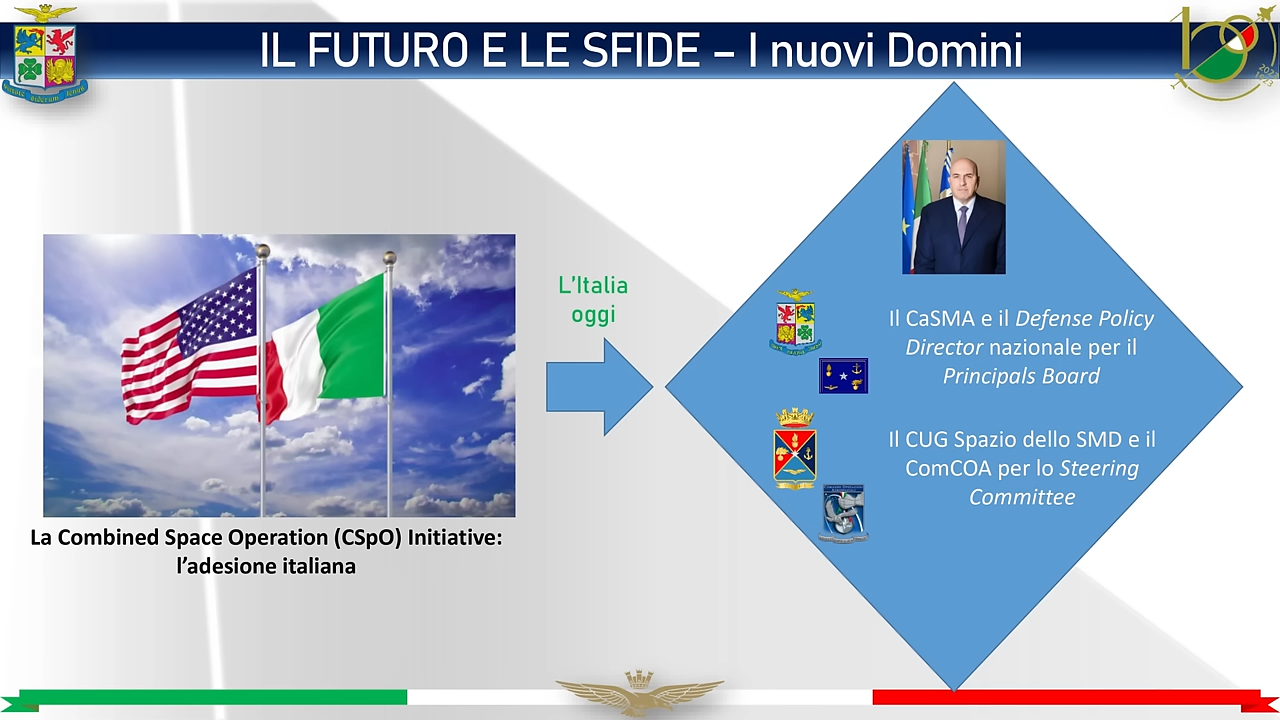 IL FUTURO E LE SFIDE – I nuovi Domini
L'Italia
oggi
Il CaSMA e il Defense Policy
Director nazionale per il
Principals Board
Il CUG Spazio dello SMD e il
ComCOA per lo Steering
Committee
La Combined Space Operation (CSpO) Initiative:
l'adesione italiana